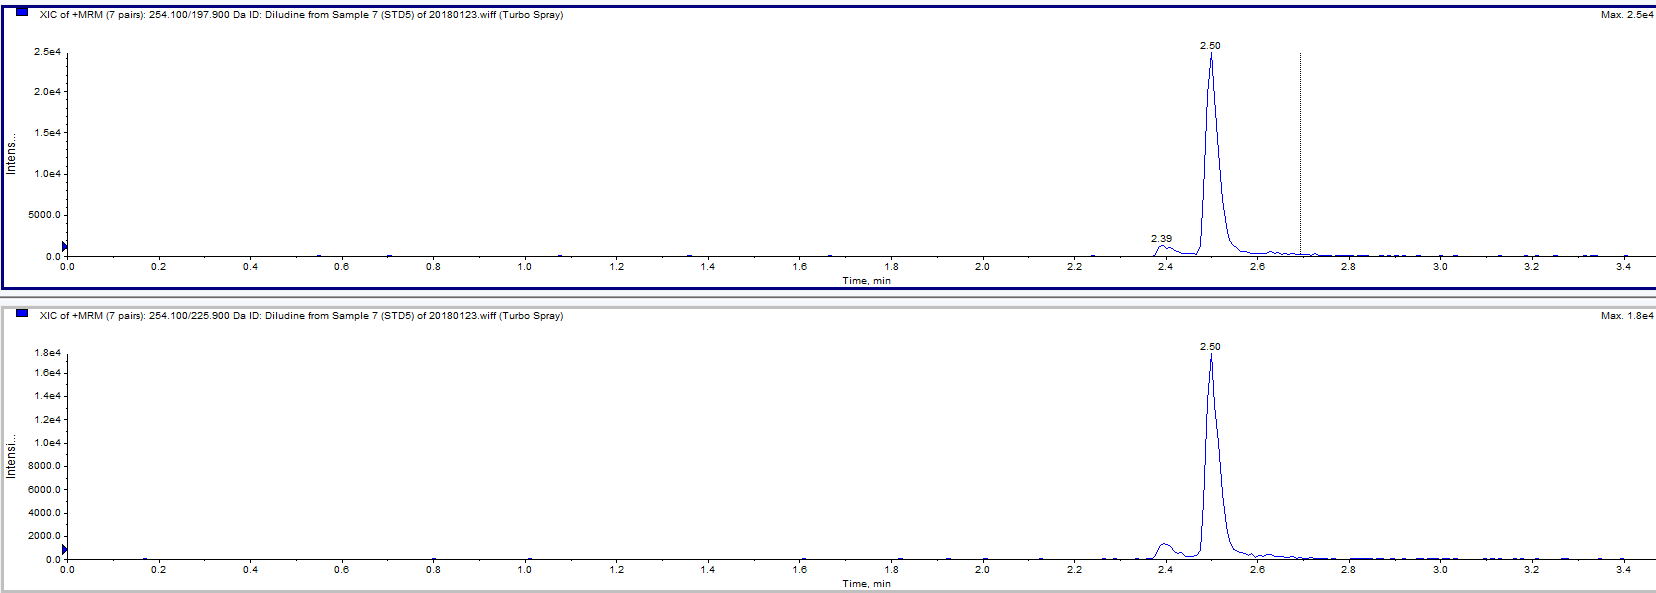 XIC of +MRM (7 pairs): 254.100/197.900 Da ID: Diludine from Sample 7 (STD5) of 20180123.wiff (Turbo Spray)
Max. 2.5e4
2.50
2.5e4
2.0e4
1.5e4
Intens...
1.0e4
5000.0
2.39
0.0
0.0 0.2 0.4 0.6 0.8 1.0 1.2 1.4 1.6 1.8 2.0 2.2 2.4 2.6 2.8 3.0 3.2 3.4
Time, min
XIC of +MRM (7 pairs): 254.100/225.900 Da ID: Diludine from Sample 7 (STD5) of 20180123.wiff (Turbo Spray)
Max. 1.8e4
2.50
1.8e4
1.6e4
1.4e4
1.2e4
1.0e4
Intensi...
8000.0
6000.0
4000.0
2000.0
0.0
0.0 0.2 0.4 0.6 0.8 1.0 1.2 1.4 1.6 1.8 2.0 2.2 2.4 2.6 2.8 3.0 3.2 3.4
Time, min